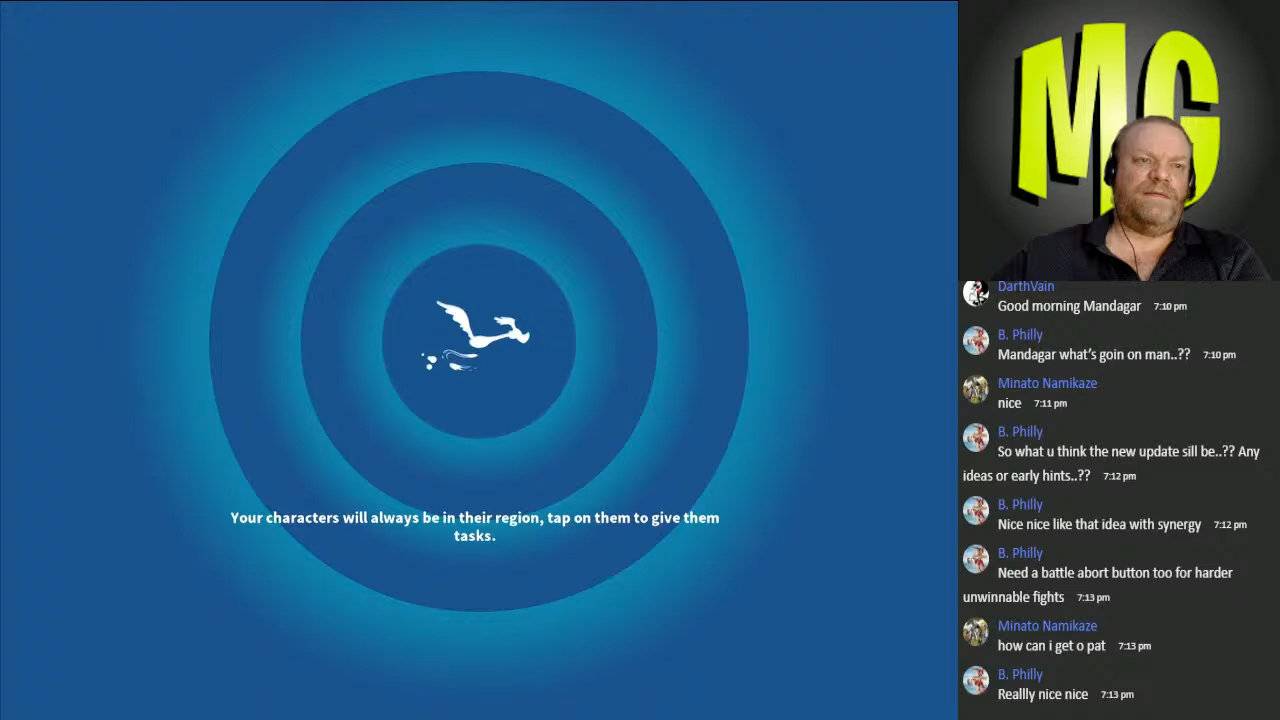 MG
Your characters will always be in their region, tap on them to give them
tasks.
DarthVain
Good morning Mandagar 7:10 pm
B. Philly
Mandagar what's goin on man..?? 7:10 pm
Minato Namikaze
nice 7:11 pm
B. Philly
So what u think the new update sill be..?? Any
ideas or early hints..?? 7:12 pm
B. Philly
Nice nice like that idea with synergy 7:12 pm
B. Philly
Need a battle abort button too for harder
unwinnable fights 7:13 pm
Minato Namikaze
how can i get o pat 7:13 pm
B. Philly
Reallly nice nice 7:13 pm